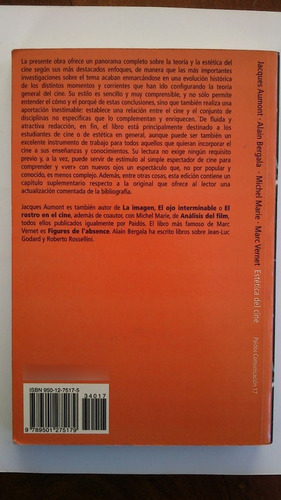 La presente obra ofrece un panorama completo sobre la teoría y la estética del
cine según sus más destacados enfoques, de manera que las más importantes
investigaciones sobre el tema acaban enmarcándose en una evolución histórica
de los distintos momentos y corrientes que han ido configurando la teoría
general del cine. Su estilo es sencillo y muy comprensible, y no sólo permite
entender el cómo y el porqué de estas conclusiones, sino que también realiza una
aportación inestimable: establece una relación entre el cine y el conjunto de
disciplinas no específicas que lo complementan y enriquecen. De fluida y
atractiva redacción, en fin, el libro está principalmente destinado a los
estudiantes de cine o de estética en general, aunque puede ser también un
excelente instrumento de trabajo para todos aquellos que quieran incorporar el
cine a sus enseñanzas y conocimientos. Su lectura no exige ningún requisito
previo y, a la vez, puede servir de estímulo al simple espectador de cine para
comprender y «ver» con nuevos ojos un espectáculo que, no por popular y
conocido, es menos complejo. Además, entre otras cosas, esta edición contiene un
capítulo suplementario respecto a la original que ofrece al lector una
actualización comentada de la bibliografía.
Jacques Aumont es también autor de La imagen, El ojo interminable o El
rostro en el cine, además de coautor, con Michel Marie, de Análisis del film,
todos ellos publicados igualmente por Paidós. El libro más famoso de Marc
Vernet es Figures de l'absence. Alain Bergala ha escrito libros sobre Jean-Luc
Godard y Roberto Rossellini.
ISBN 950-12-7517-5
34017
9 789501 275179
Jacques Aumont · Alain Bergala · Michel Marie · Marc Vernet Estética del cine
Paidós Comunicación 17